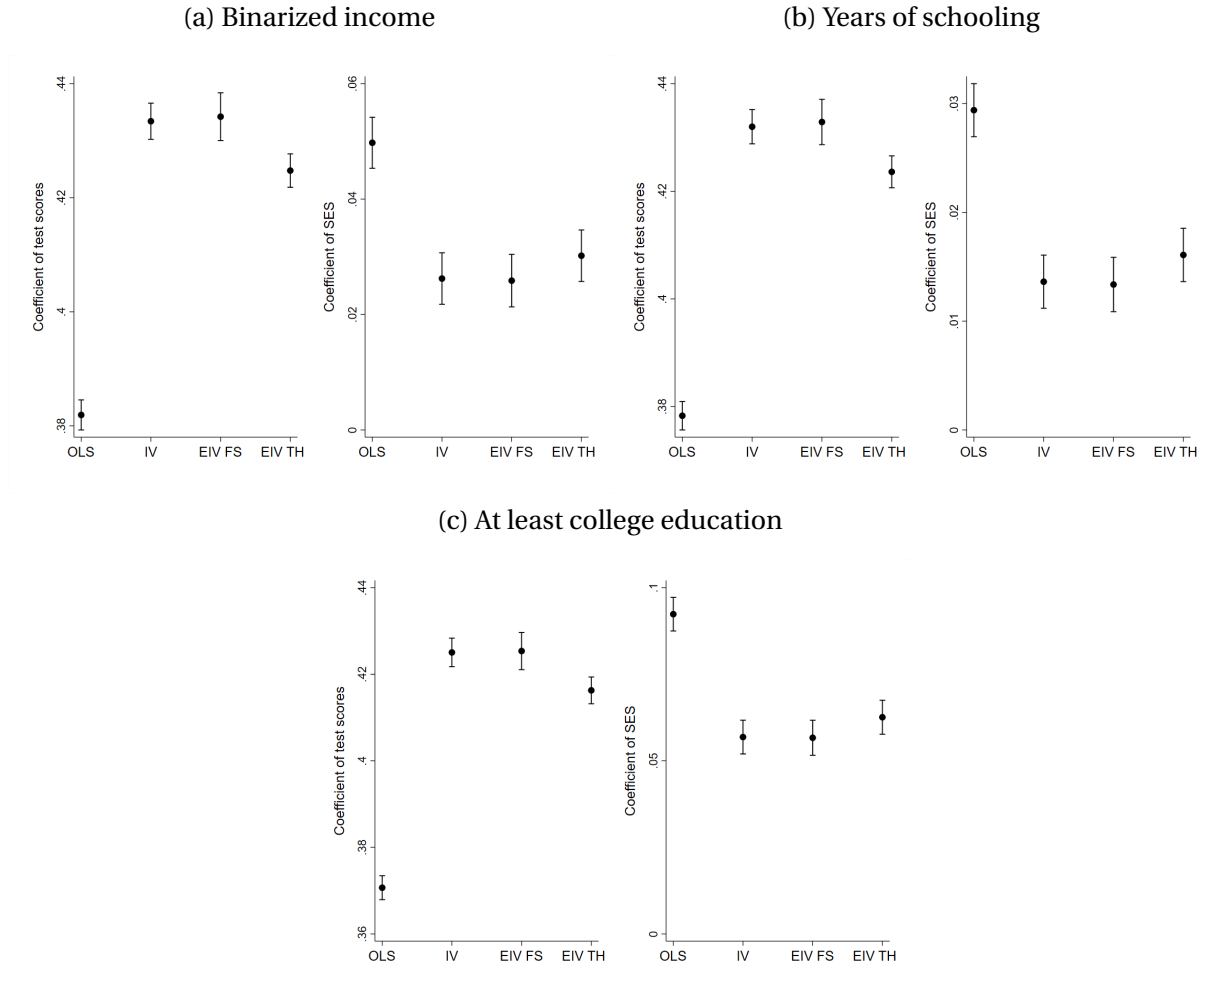 (a) Binarized income
Coefficient of test scores
.44
.42
.4
.38
OLS IV EIV FS EIV TH
Coefficient of SES
.06
.04
.02
0
OLS IV EIV FS EIV TH
(b) Years of schooling
Coefficient of test scores
.44
.42
.4
.38
OLS IV EIV FS EIV TH
Coefficient of SES
.03
.02
.01
0
OLS IV EIV FS EIV TH
(c) At least college education
Coefficient of test scores
.44
.42
.4
.38
.36
OLS IV EIV FS EIV TH
Coefficient of SES
.1
.05
0
OLS IV EIV FS EIV TH